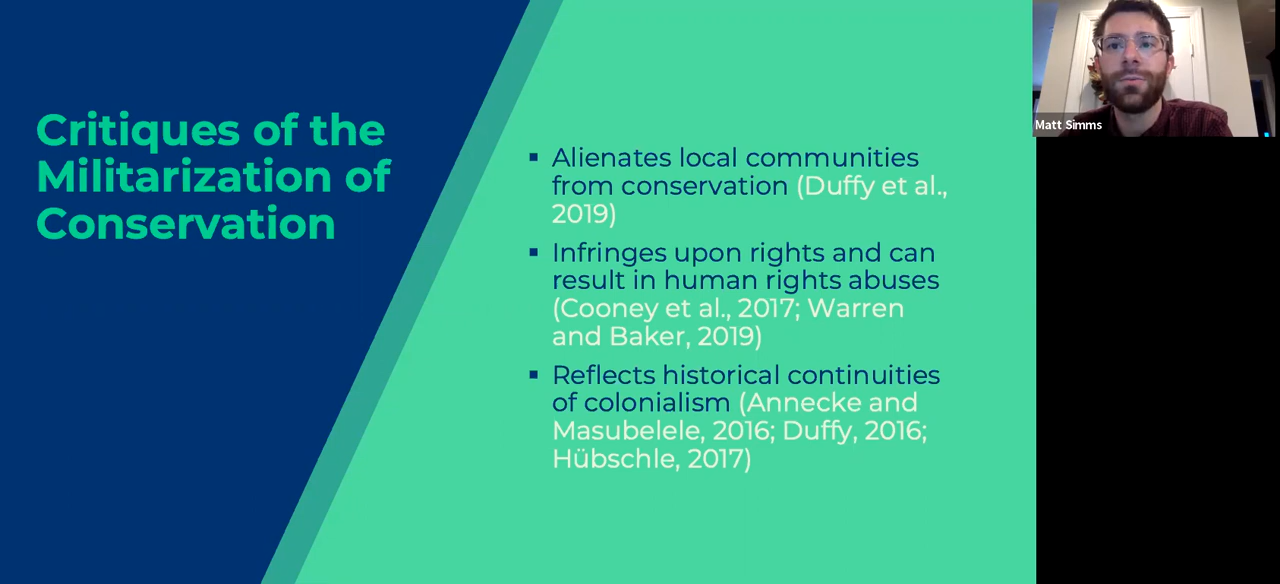 Critiques of the
Militarization of
Conservation
▪ Alienates local communities
from conservation (Duffy et al.,
2019)
▪ Infringes upon rights and can
result in human rights abuses
(Cooney et al., 2017; Warren
and Baker, 2019)
▪ Reflects historical continuities
of colonialism (Annecke and
Masubelele, 2016; Duffy, 2016;
Hübschle, 2017)
Matt Simms